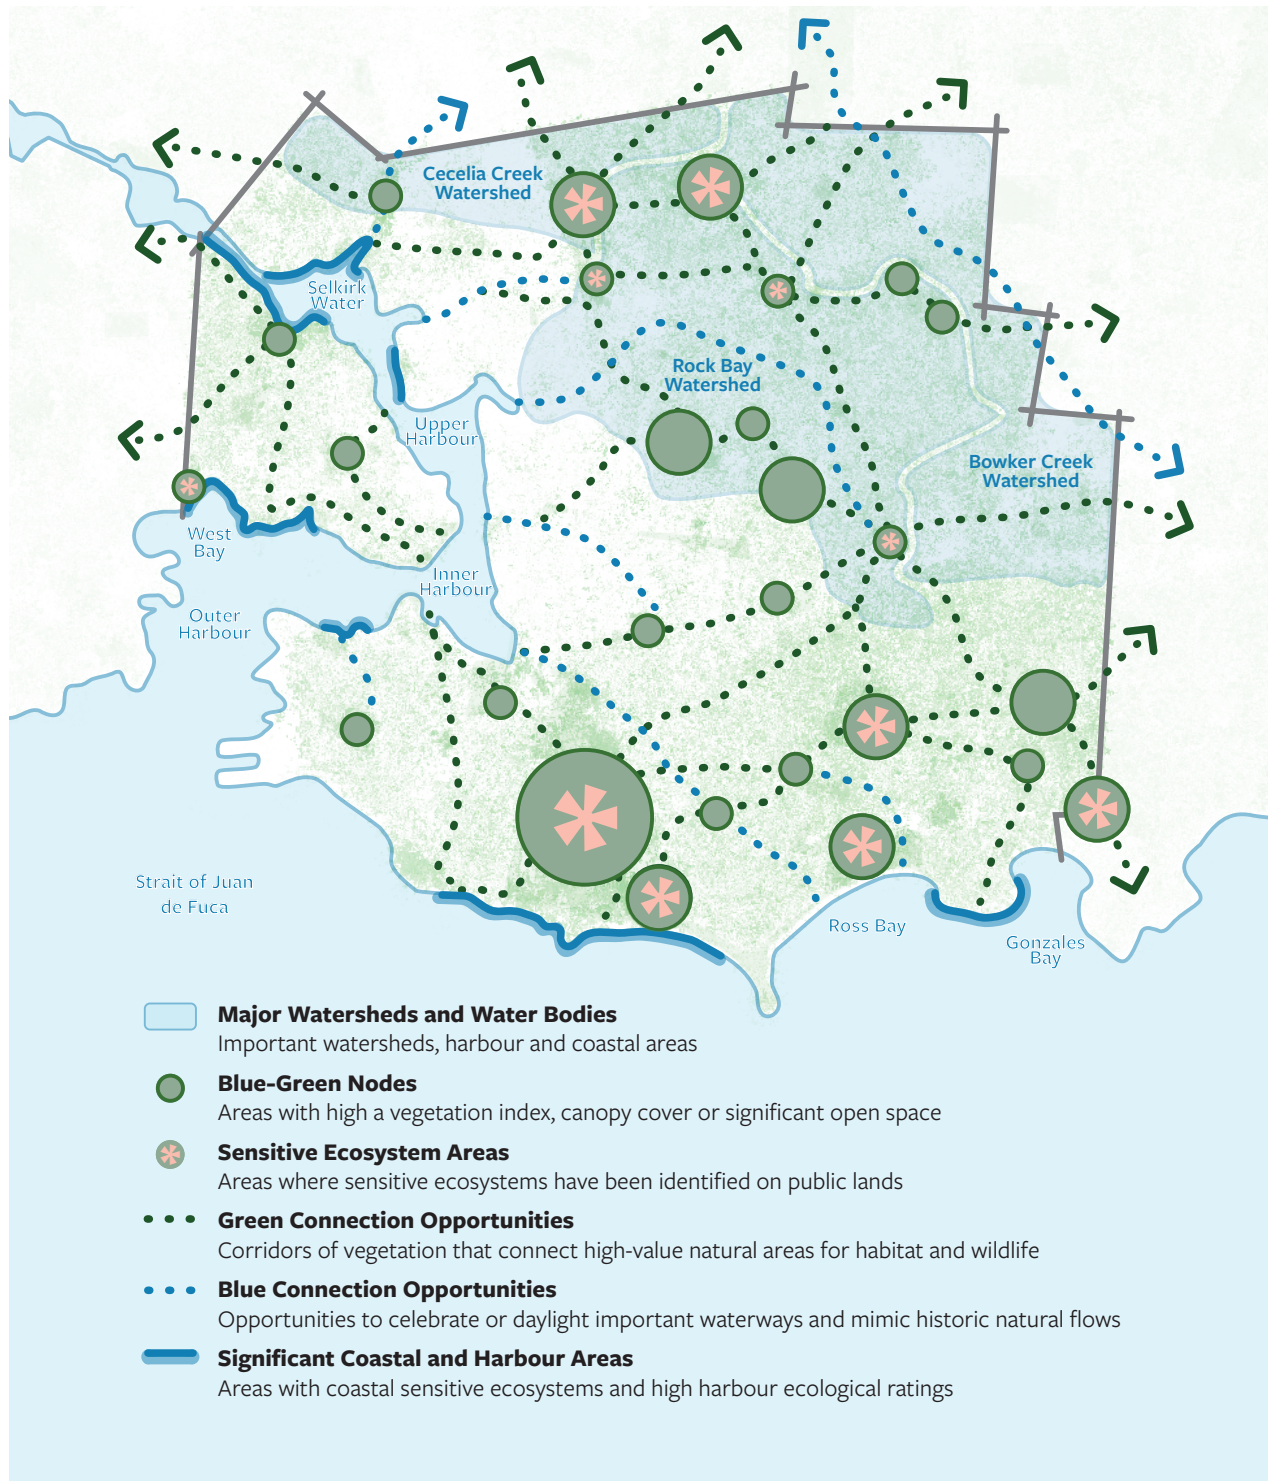 Cecelia Creek
Watershed
Selkirk
Water
Rock Bay
Watershed
Upper
Harbour
Bowker Creek
Watershed
West
Bay
Inner
Harbour
Outer
Harbour
Strait of Juan
de Fuca
Ross Bay
Gonzales
Bay
Major Watersheds and Water Bodies
Important watersheds, harbour and coastal areas
Blue-Green Nodes
Areas with high a vegetation index, canopy cover or significant open space
Sensitive Ecosystem Areas
Areas where sensitive ecosystems have been identified on public lands
Green Connection Opportunities
Corridors of vegetation that connect high-value natural areas for habitat and wildlife
Blue Connection Opportunities
Opportunities to celebrate or daylight important waterways and mimic historic natural flows
Significant Coastal and Harbour Areas
Areas with coastal sensitive ecosystems and high harbour ecological ratings